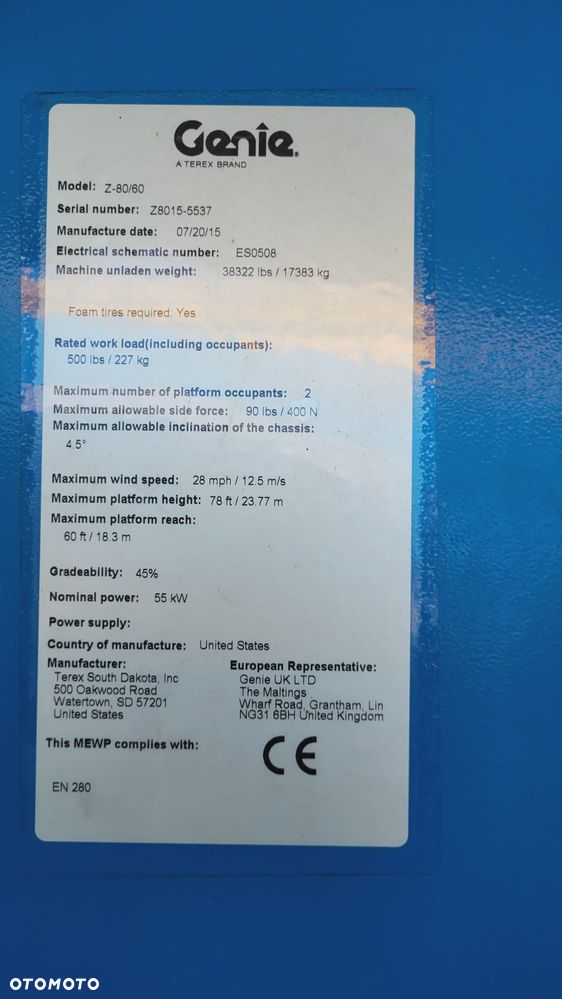 Genie®
A TEREX BRAND
Model: Z-80/60
Serial number: Z8015-5537
Manufacture date: 07/20/15
Electrical schematic number: ES0508
Machine unladen weight: 38322 lbs / 17383 kg
Foam tires required: Yes
Rated work load(including occupants):
500 lbs / 227 kg
Maximum number of platform occupants: 2
Maximum allowable side force: 90 lbs / 400 N
Maximum allowable inclination of the chassis:
4.5°
Maximum wind speed: 28 mph / 12.5 m/s
Maximum platform height: 78 ft / 23.77 m
Maximum platform reach:
60 ft / 18.3 m
Gradeability: 45%
Nominal power: 55 kW
Power supply:
Country of manufacture: United States
Manufacturer:
Terex South Dakota, Inc
500 Oakwood Road
Watertown, SD 57201
United States
European Representative:
Genie UK LTD
The Maltings
Wharf Road, Grantham, Lin
NG31 6BH United Kingdom
This MEWP complies with:
CE
EN 280
OTOMOTO